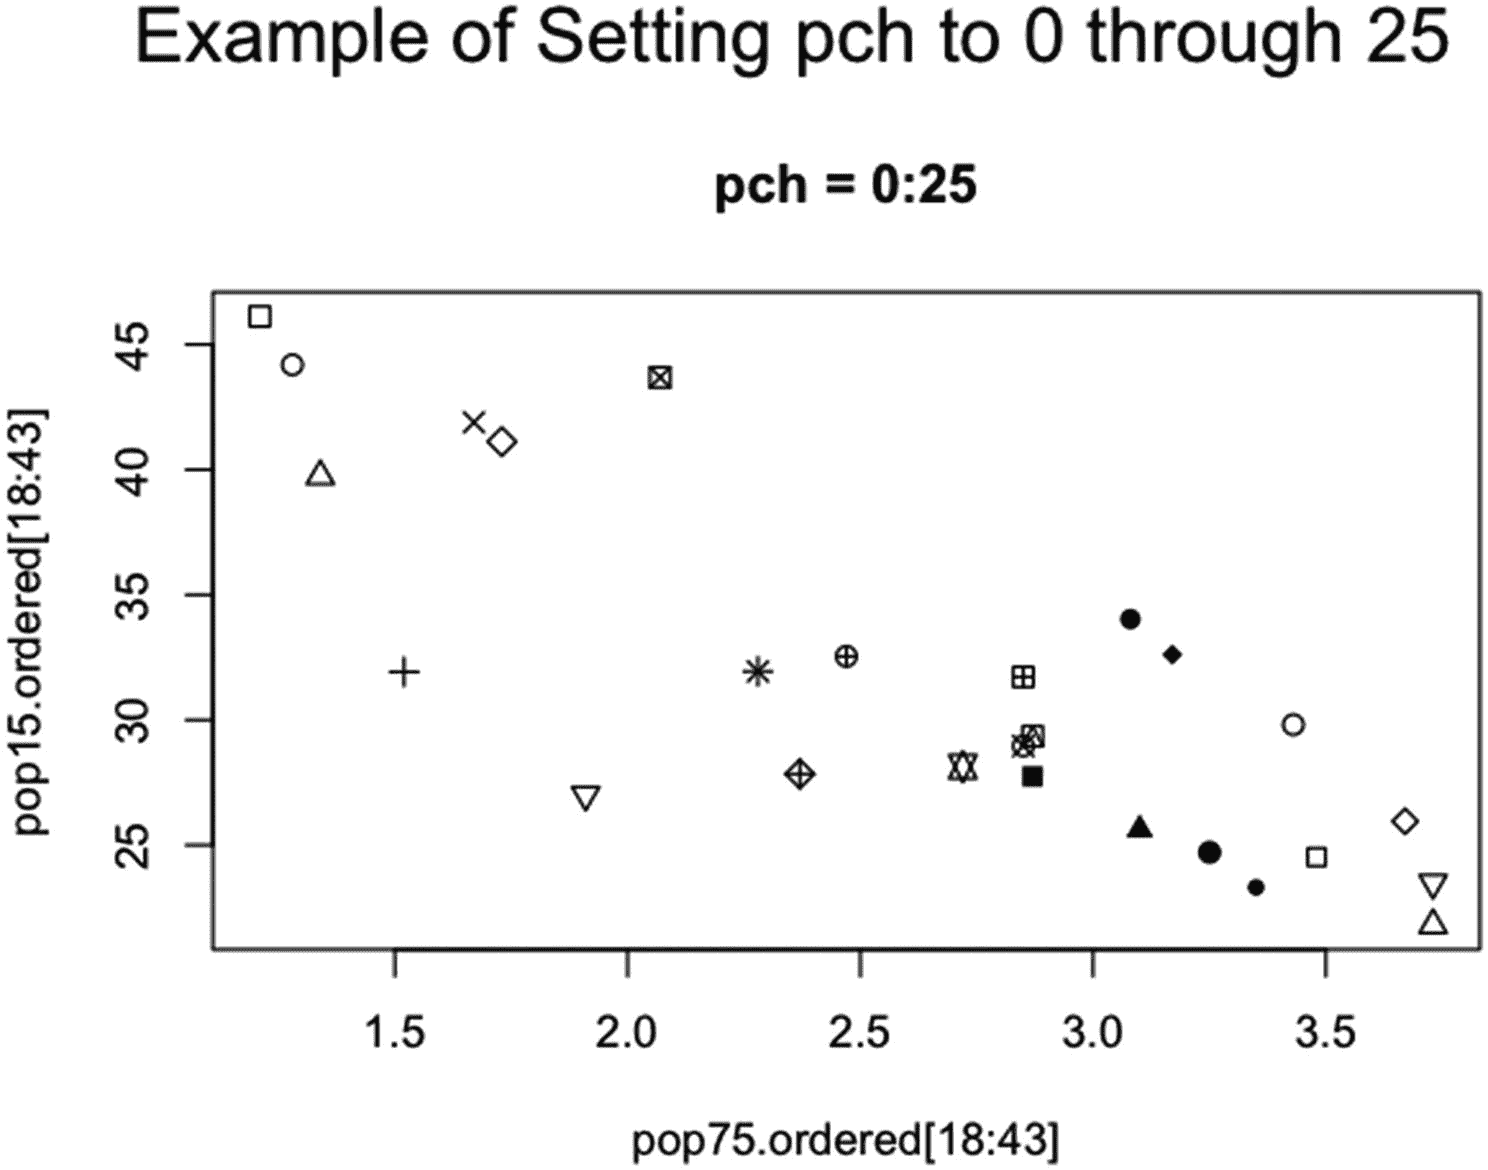 Example of Setting pch to 0 through 25
pch = 0:25
pop15.ordered[18:43]
45
40
35
30
25
1.5 2.0 2.5 3.0 3.5
pop75.ordered[18:43]